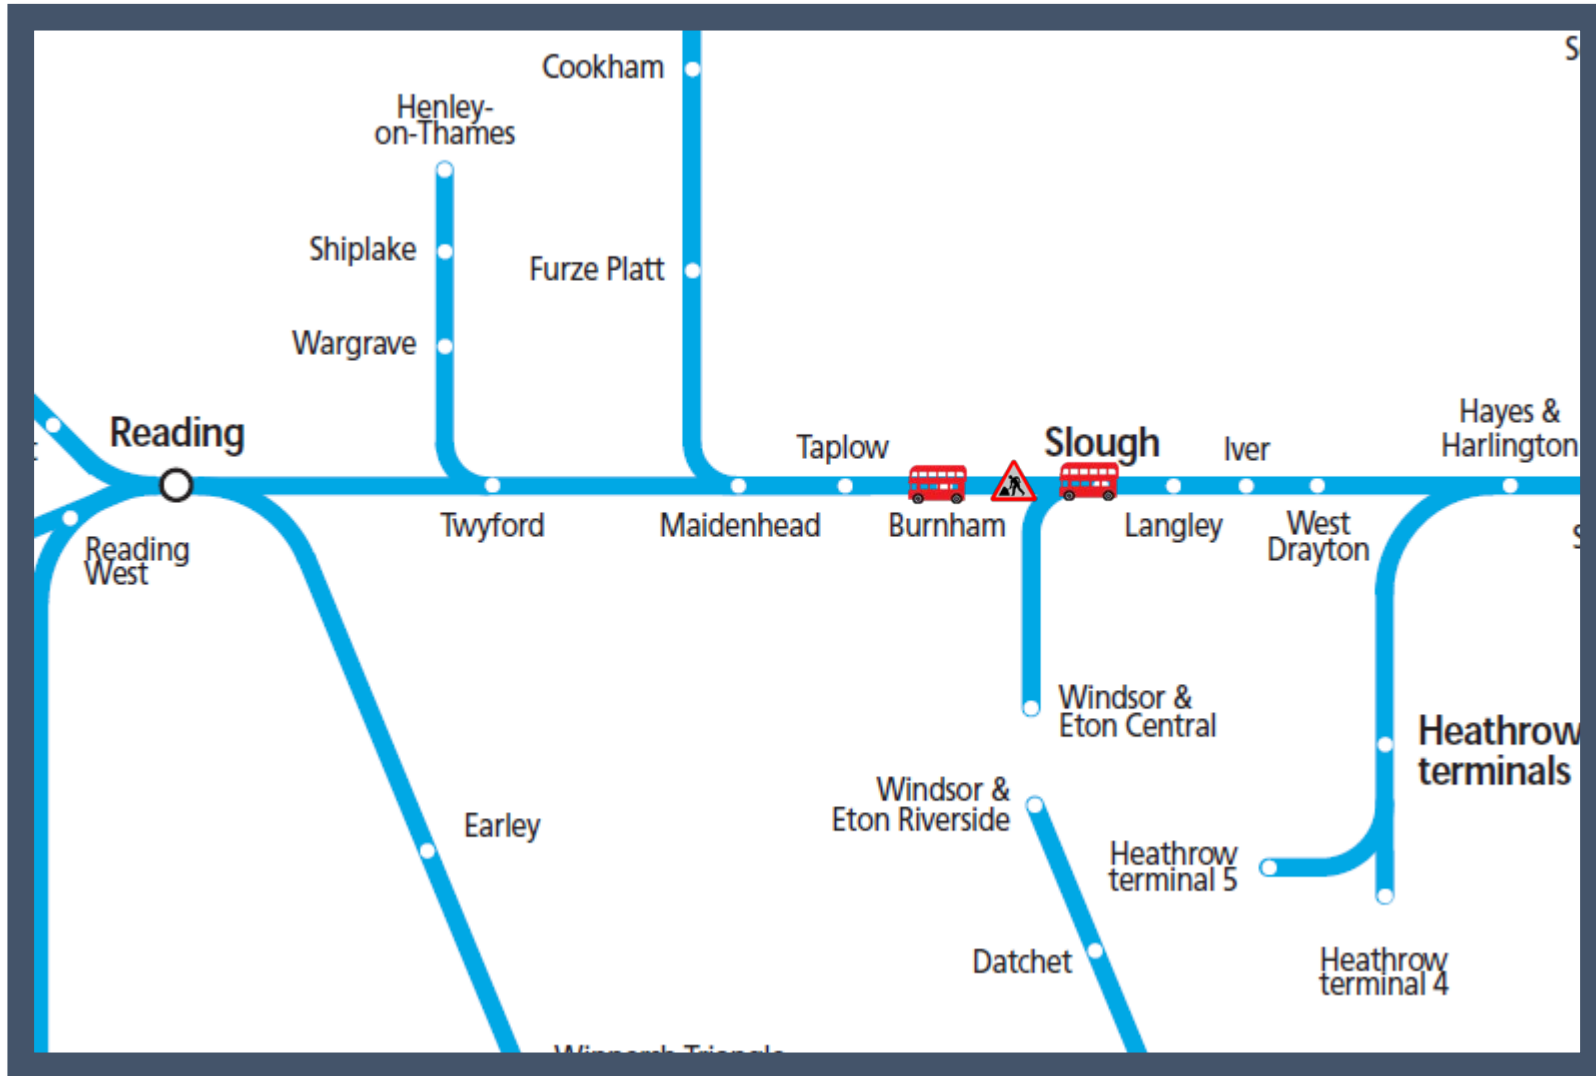 S
Cookham
Henley-
on-Thames
Shiplake
Furze Platt
Wargrave
Reading
Hayes &
Harlington
Taplow
Slough
Iver
Twyford
Maidenhead
Burnham
Langley
West
Drayton
Reading
West
Windsor &
Eton Central
Heathrow
terminals
Windsor &
Eton Riverside
Earley
Heathrow
terminal 5
Datchet
Heathrow
terminal 4
Winnersh Triangle